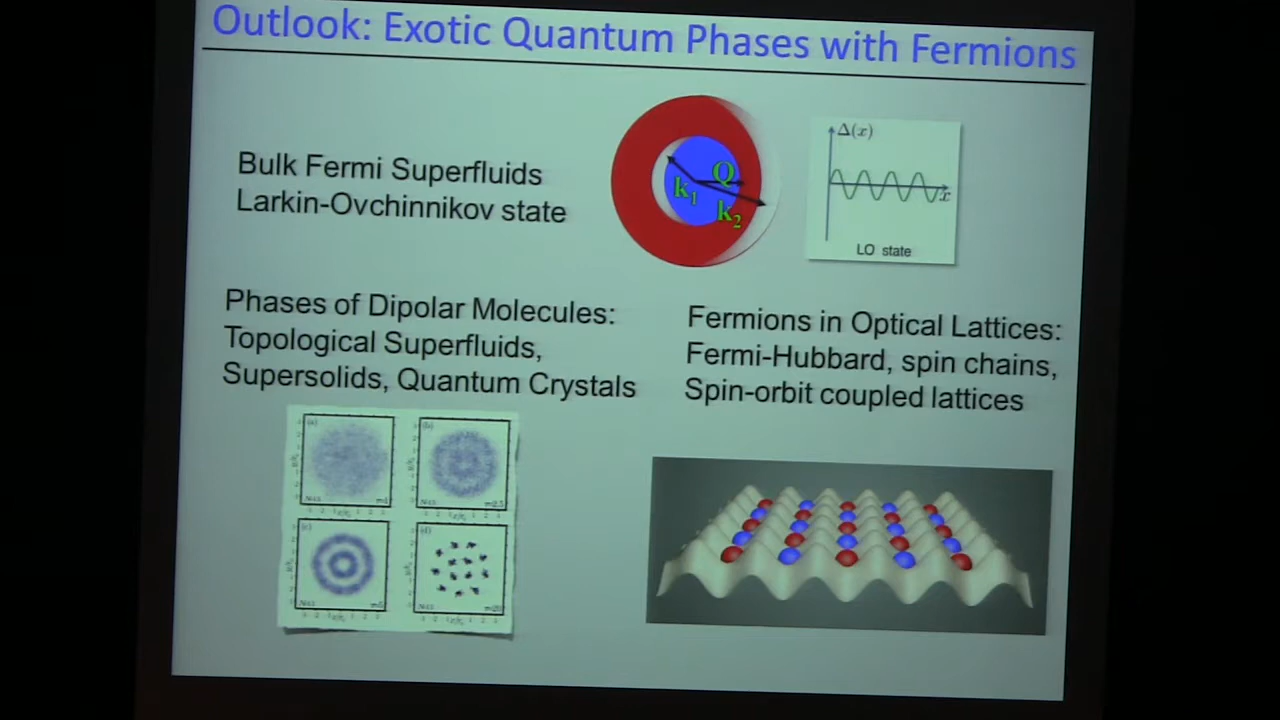 Outlook: Exotic Quantum Phases with Fermions
Bulk Fermi Superfluids
Larkin-Ovchinnikov state
Q
k1
k2
Δ(x)
x
LO state
Phases of Dipolar Molecules:
Topological Superfluids,
Supersolids, Quantum Crystals
Fermions in Optical Lattices:
Fermi-Hubbard, spin chains,
Spin-orbit coupled lattices
(a)
(b)
(c)
(d)